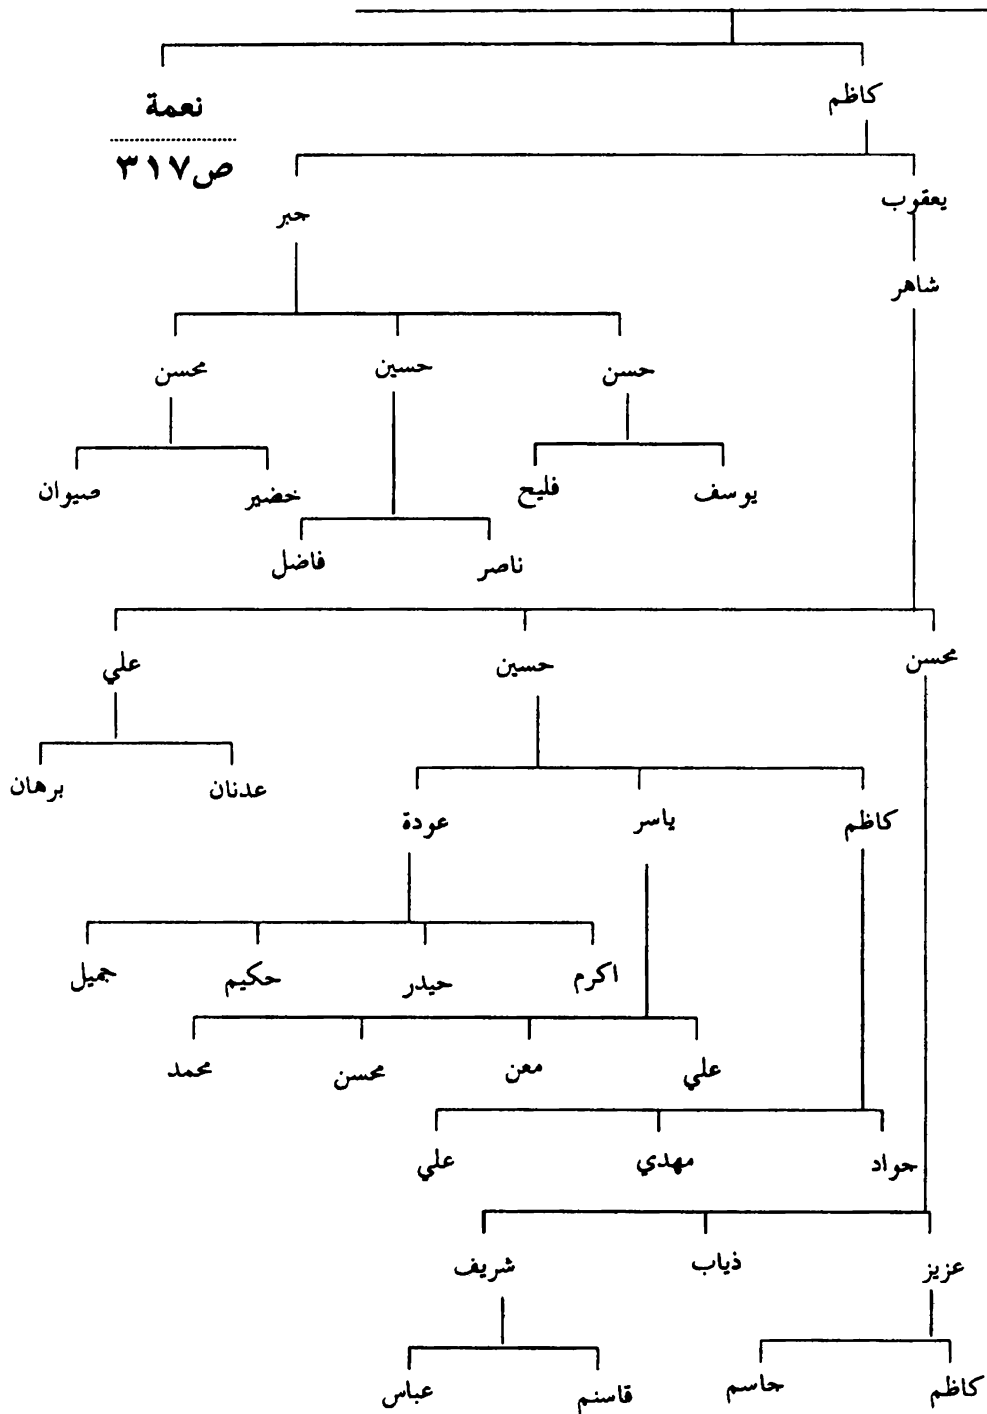 كاظم
نعمة
ص٣١٧
يعقوب
جبر
شاهر
حسن
حسين
محسن
يوسف
فليح
خضير
صيوان
ناصر
فاضل
محسن
حسين
علي
عدنان
برهان
كاظم
ياسر
عودة
اكرم
حيدر
حكيم
جميل
علي
معن
محسن
محمد
جواد
مهدي
علي
عزيز
ذياب
شريف
كاظم
جاسم
قاسم
عباس